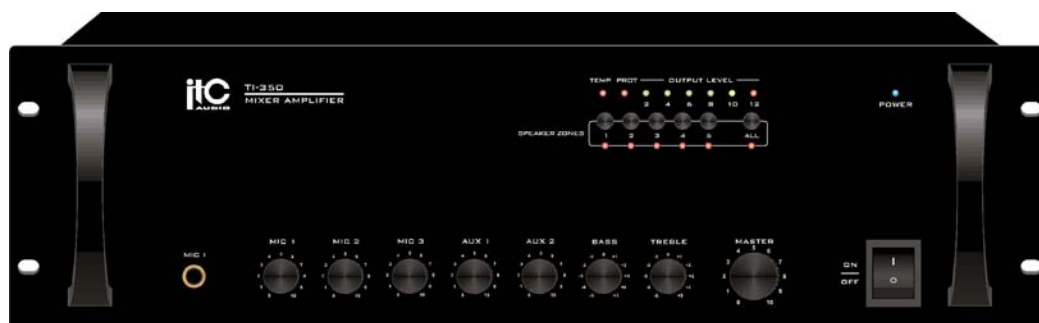 itC
AUDIO
TI-350
MIXER AMPLIFIER
TEMP PROT OUTPUT LEVEL
2 4 6 8 10 12
POWER
SPEAKER ZONES
1 2 3 4 5 ALL
MIC 1
MIC 1 MIC 2 MIC 3 AUX 1 AUX 2 BASS TREBLE MASTER
ON
OFF